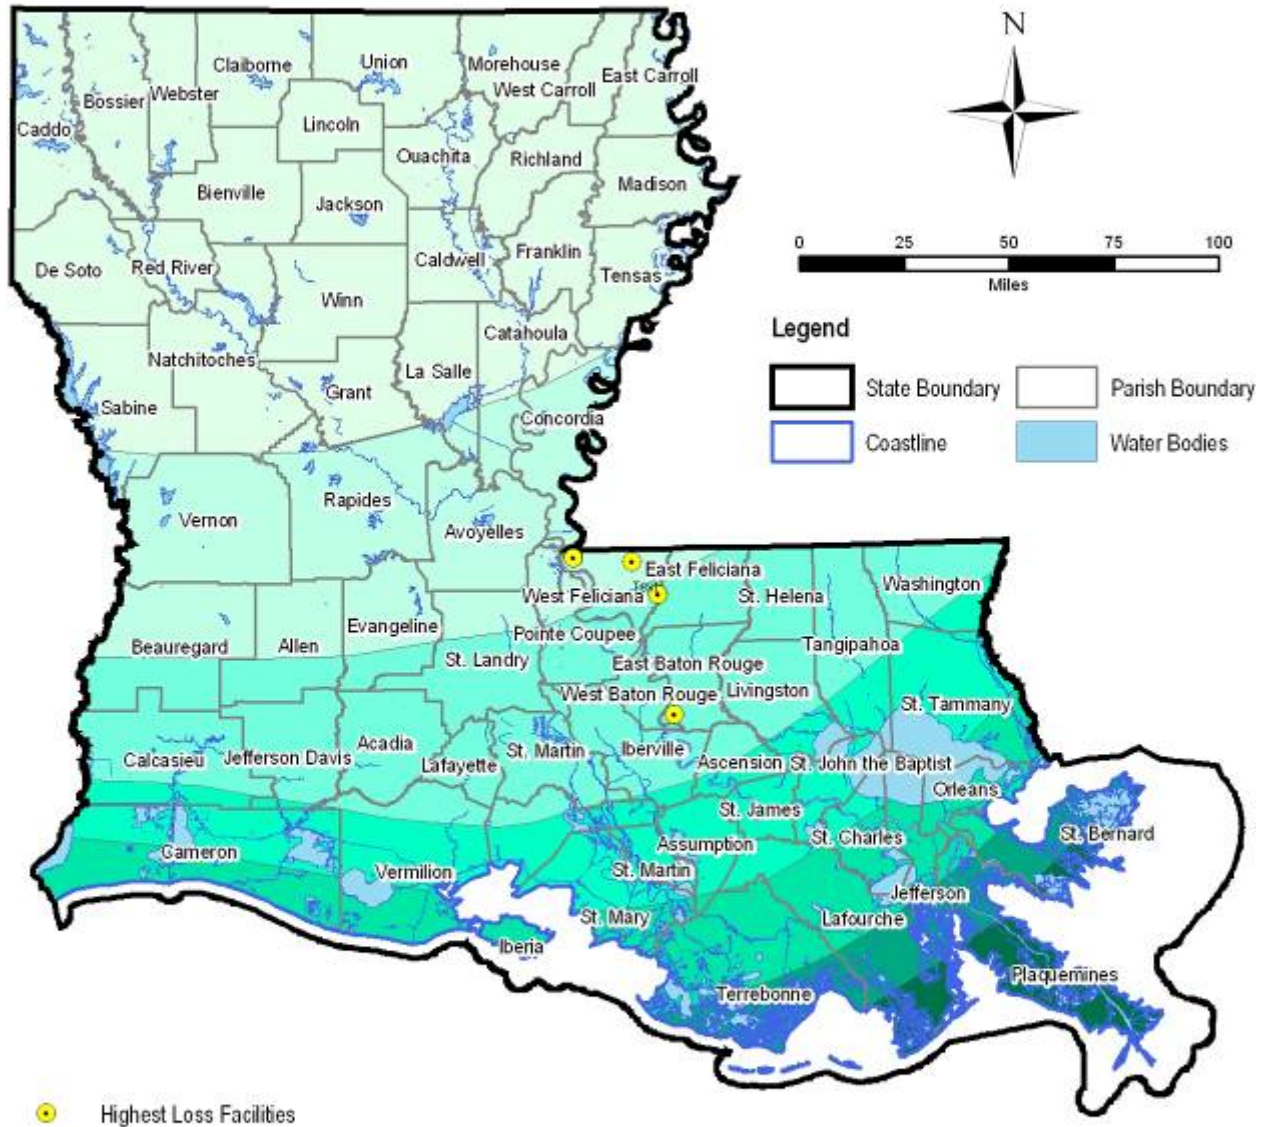 N
0 25 50 75 100
Miles
Legend
State Boundary
Parish Boundary
Coastline
Water Bodies
Caddo
Bossier
Webster
Claiborne
Union
Morehouse
West Carroll
East Carroll
Lincoln
Ouachita
Richland
Madison
Bienville
Jackson
De Soto
Red River
Winn
Caldwell
Franklin
Tensas
Natchitoches
Catahoula
La Salle
Grant
Sabine
Concordia
Rapides
Vernon
Avoyelles
East Feliciana
West Feliciana
St. Helena
Washington
Beauregard
Allen
Evangeline
Pointe Coupee
St. Landry
East Baton Rouge
Tangipahoa
West Baton Rouge
Livingston
St. Tammany
Calcasieu
Jefferson Davis
Acadia
Lafayette
St. Martin
Iberville
Ascension
St. John the Baptist
Orleans
St. James
St. Charles
St. Bernard
Cameron
Vermilion
Assumption
St. Martin
Jefferson
St. Mary
Lafourche
Iberia
Terrebonne
Plaquemines
Highest Loss Facilities